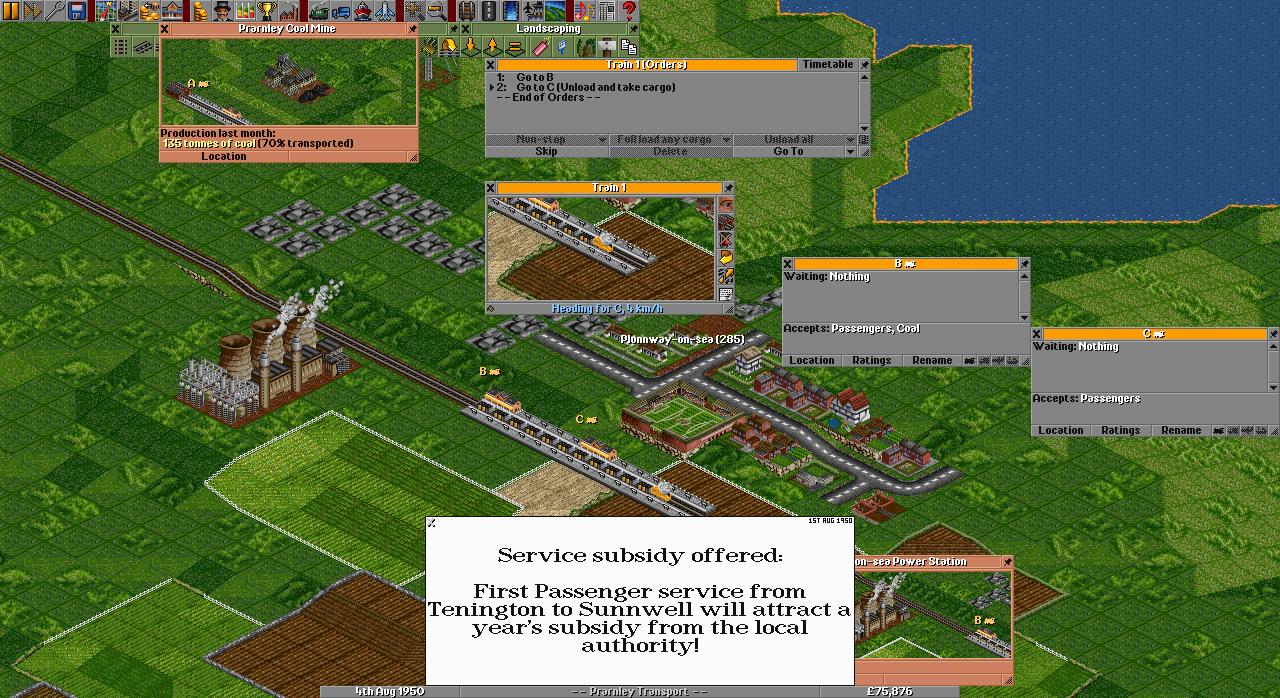 Prarnley Coal Mine
A
Production last month:
135 tonnes of coal (70% transported)
Location
Landscaping
Train 1 (Orders)
Timetable
1: Go to B
2: Go to C (Unload and take cargo)
- - End of Orders - -
Non-stop
Full load any cargo
Unload all
Skip
Delete
Go To
Train 1
Heading for C, 4 km/h
B
Waiting: Nothing
Accepts: Passengers, Coal
Location
Ratings
Rename
C
Waiting: Nothing
Accepts: Passengers
Location
Ratings
Rename
Plonnway-on-sea (285)
B
C
1ST AUG 1950
Service subsidy offered:
First Passenger service from
Tenington to Sunnwell will attract a
year's subsidy from the local
authority!
on-sea Power Station
B
4th Aug 1950
- - Prarnley Transport - -
£75,876